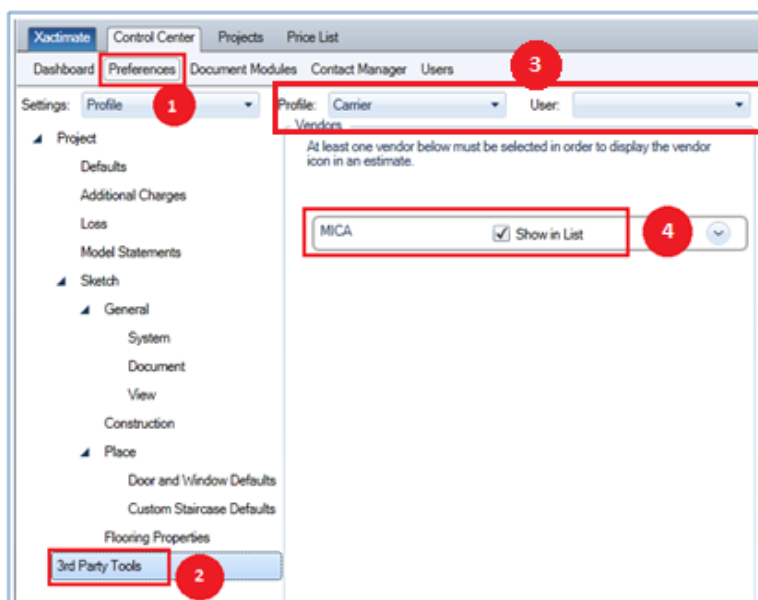 Xactimate Control Center Projects Price List
Dashboard Preferences Document Modules Contact Manager Users
3
Settings: Profile 1 Profile: Carrier User:
Project
Defaults
Additional Charges
Loss
Model Statements
Sketch
General
System
Document
View
Construction
Place
Door and Window Defaults
Custom Staircase Defaults
Flooring Properties
3rd Party Tools 2
Vendors
At least one vendor below must be selected in order to display the vendor
icon in an estimate.
MICA Show in List 4